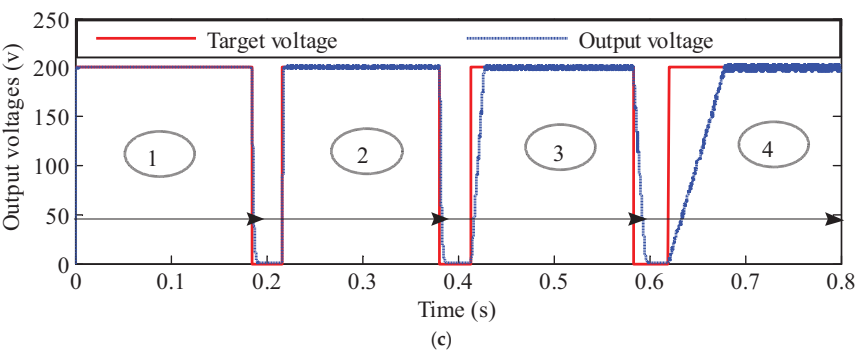 Target voltage
Output voltage
Output voltages (v)
250
200
150
100
50
0
1
2
3
4
0 0.1 0.2 0.3 0.4 0.5 0.6 0.7 0.8
Time (s)
(c)